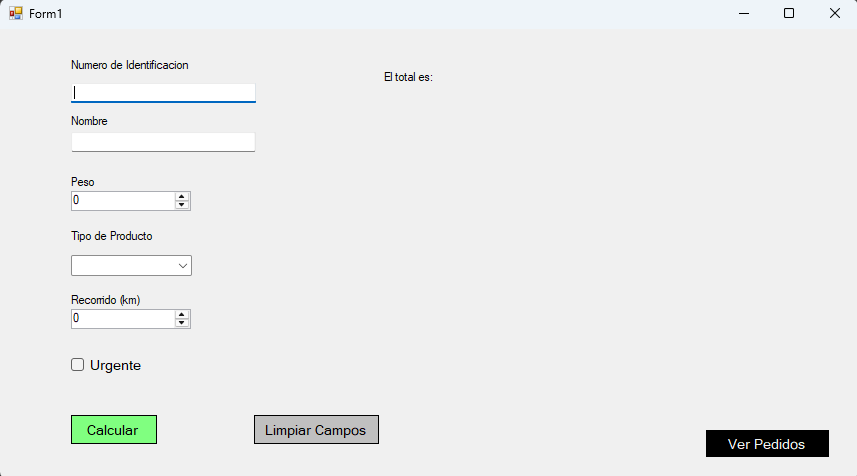 Form1
Numero de Identificacion
El total es:
Nombre
Peso
0
Tipo de Producto
Recorrido (km)
0
Urgente
Calcular
Limpiar Campos
Ver Pedidos